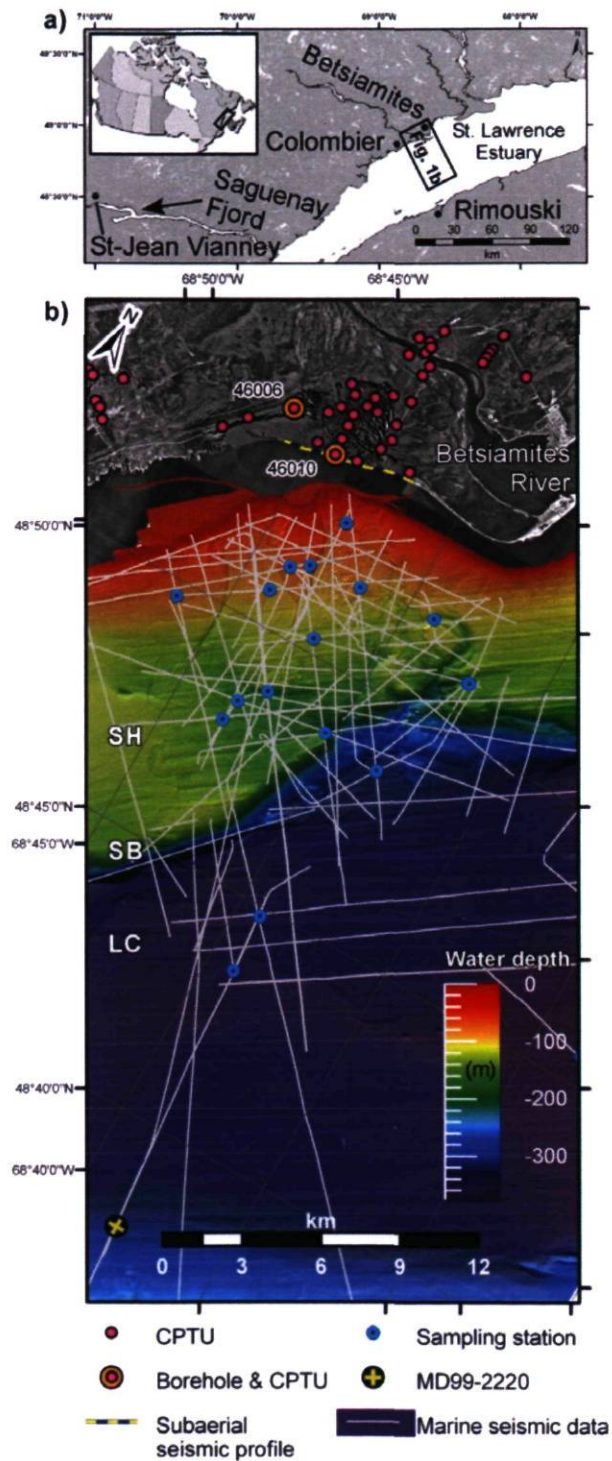 a)
71°0'0"W 70°0'0"W 69°0'0"W 68°0'0"W
49°0'0"N
Betsiamites
Colombier
St. Lawrence
Estuary
Fig. 1b
Saguenay
Fjord
St-Jean Vianney
Rimouski
0 15 30 60 90 120
km
b)
68°50'0"W 68°45'0"W
N
46006
46010
Betsiamites
River
48°50'0"N
SH
48°45'0"N
SB
68°45'0"W
LC
Water depth
0
-100
(m)
-200
-300
48°40'0"N
68°40'0"W
km
0 3 6 9 12
CPTU
Sampling station
Borehole & CPTU
MD99-2220
Subaerial
seismic profile
Marine seismic data